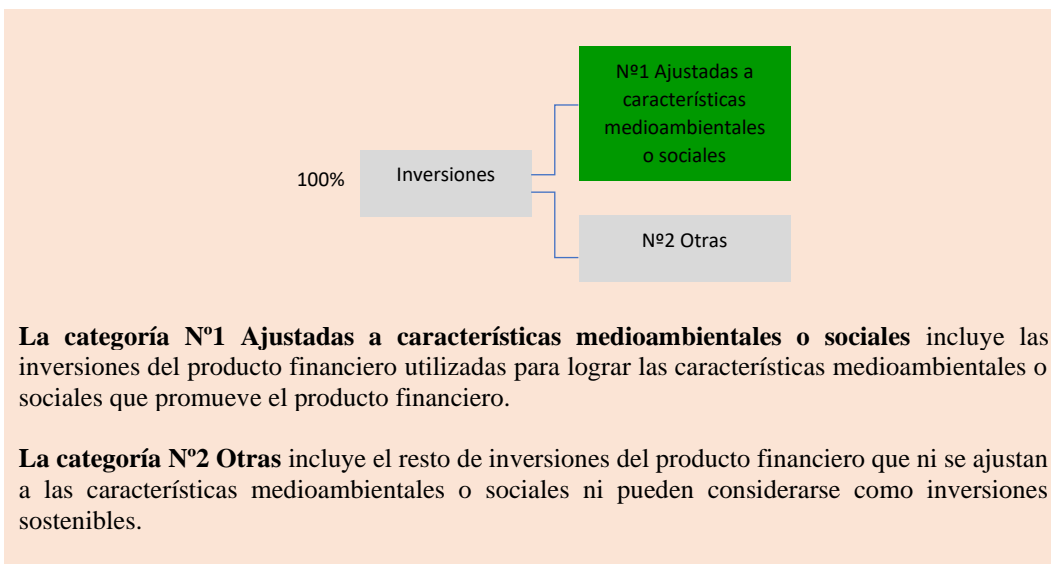 Nº1 Ajustadas a
características
medioambientales
o sociales
100%
Inversiones
Nº2 Otras
La categoría Nº1 Ajustadas a características medioambientales o sociales incluye las
inversiones del producto financiero utilizadas para lograr las características medioambientales o
sociales que promueve el producto financiero.
La categoría Nº2 Otras incluye el resto de inversiones del producto financiero que ni se ajustan
a las características medioambientales o sociales ni pueden considerarse como inversiones
sostenibles.